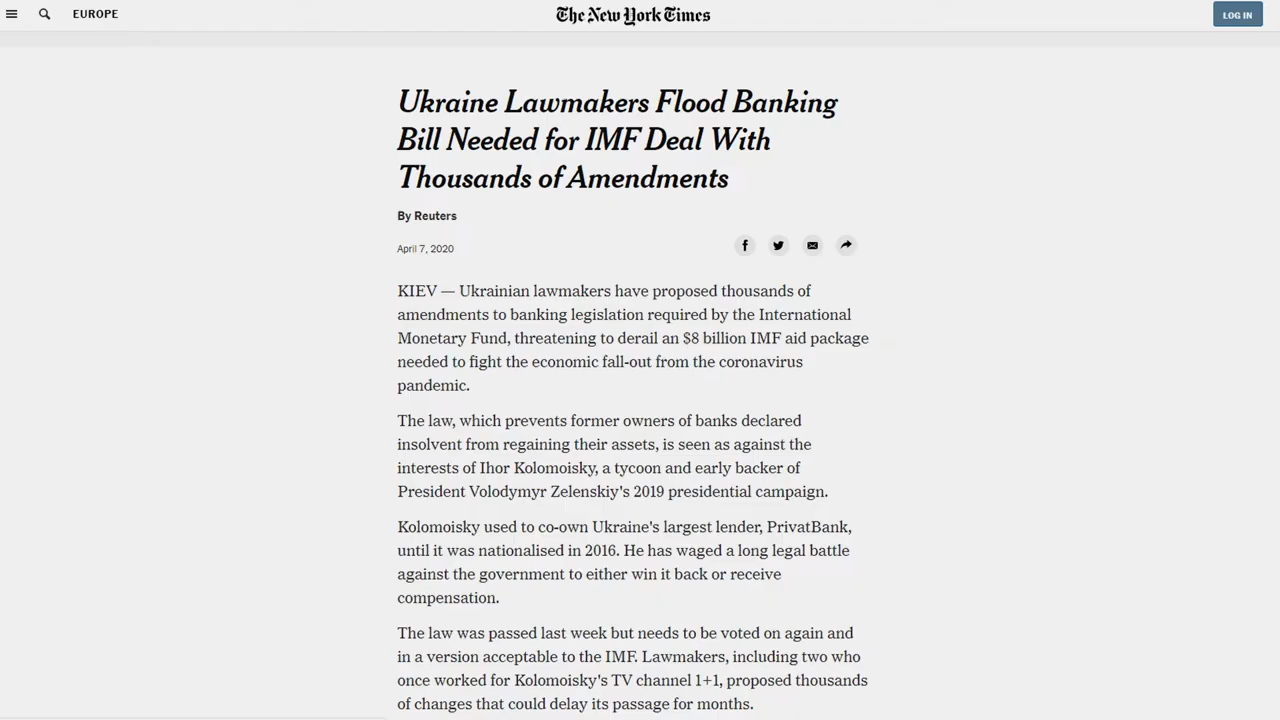 EUROPE
The New York Times
LOG IN
Ukraine Lawmakers Flood Banking
Bill Needed for IMF Deal With
Thousands of Amendments
By Reuters
April 7, 2020
KIEV — Ukrainian lawmakers have proposed thousands of
amendments to banking legislation required by the International
Monetary Fund, threatening to derail an $8 billion IMF aid package
needed to fight the economic fall-out from the coronavirus
pandemic.
The law, which prevents former owners of banks declared
insolvent from regaining their assets, is seen as against the
interests of Ihor Kolomoisky, a tycoon and early backer of
President Volodymyr Zelenskiy's 2019 presidential campaign.
Kolomoisky used to co-own Ukraine's largest lender, PrivatBank,
until it was nationalised in 2016. He has waged a long legal battle
against the government to either win it back or receive
compensation.
The law was passed last week but needs to be voted on again and
in a version acceptable to the IMF. Lawmakers, including two who
once worked for Kolomoisky's TV channel 1+1, proposed thousands
of changes that could delay its passage for months.